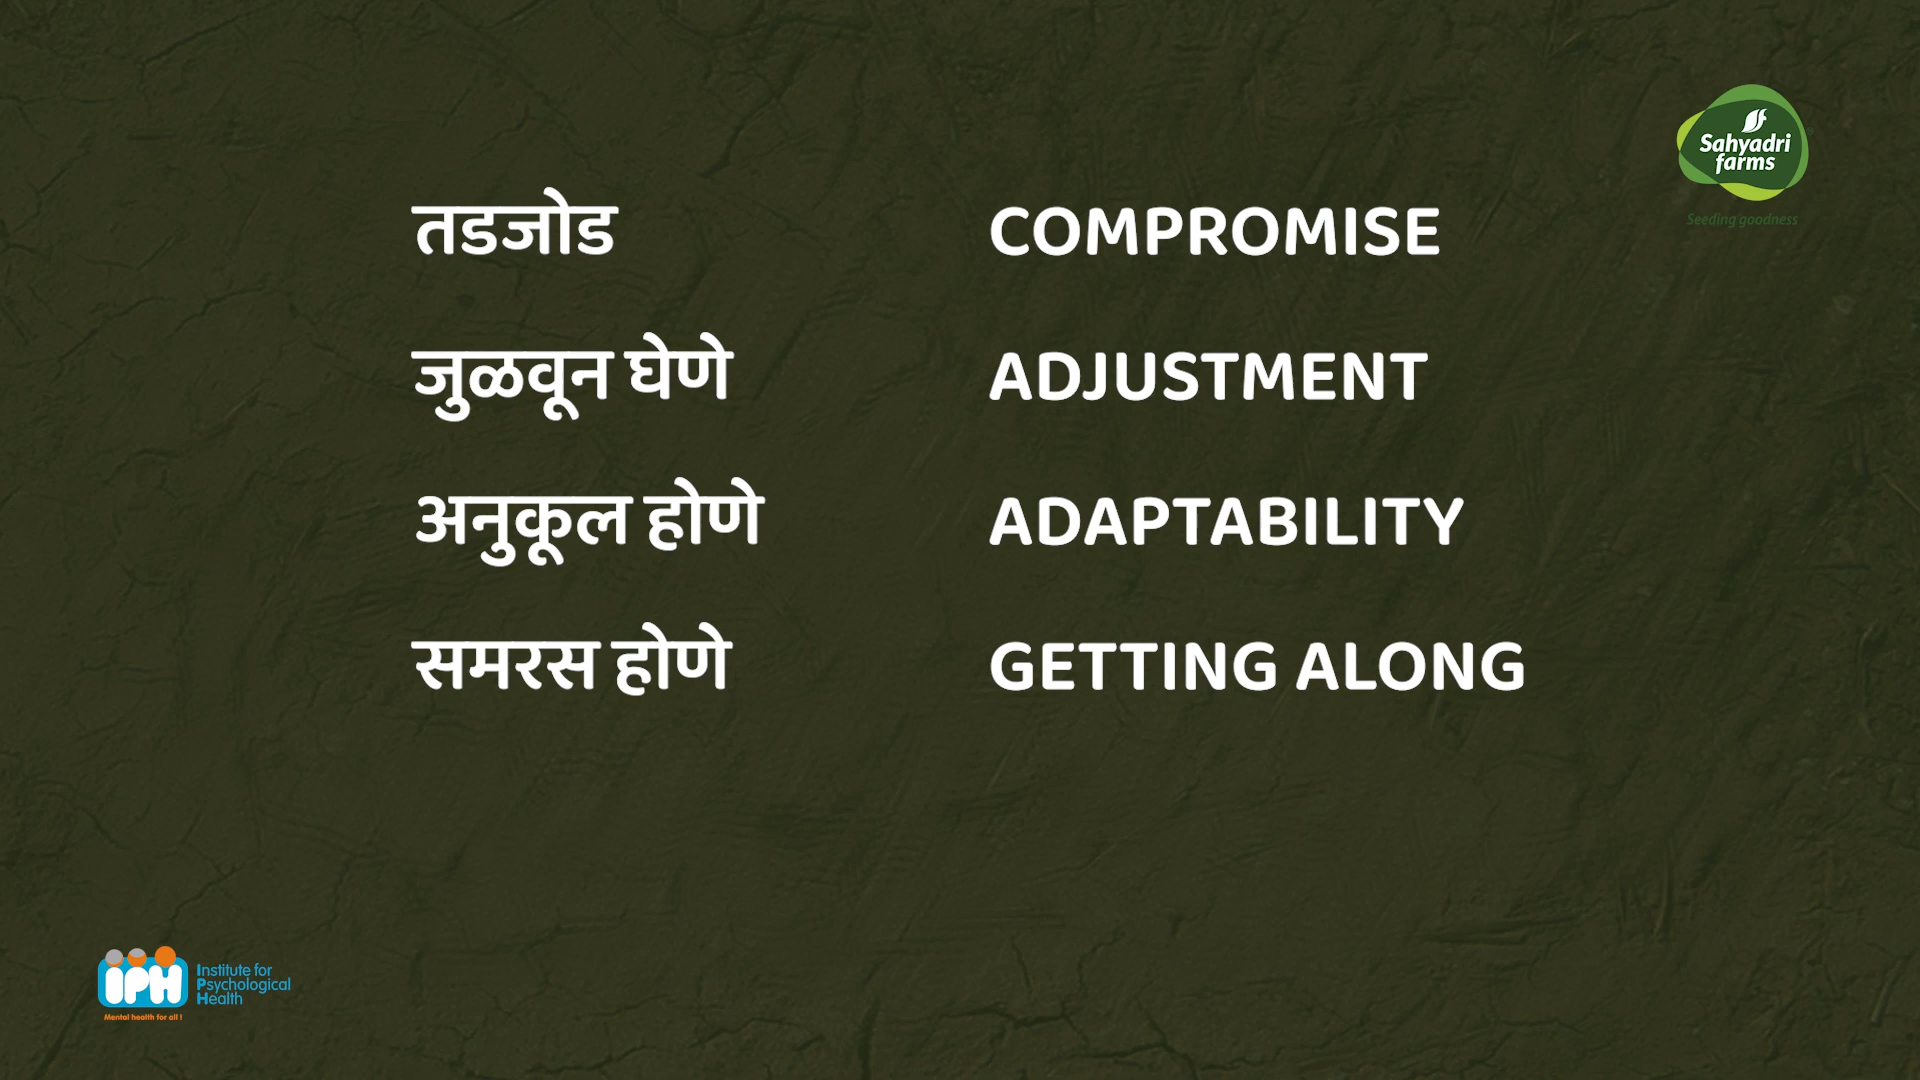 Sahyadri
farms
Seeding goodness
तडजोड COMPROMISE
जुळवून घेणे ADJUSTMENT
अनुकूल होणे ADAPTABILITY
समरस होणे GETTING ALONG
iPH
Institute for
Psychological
Health
Mental health for all !